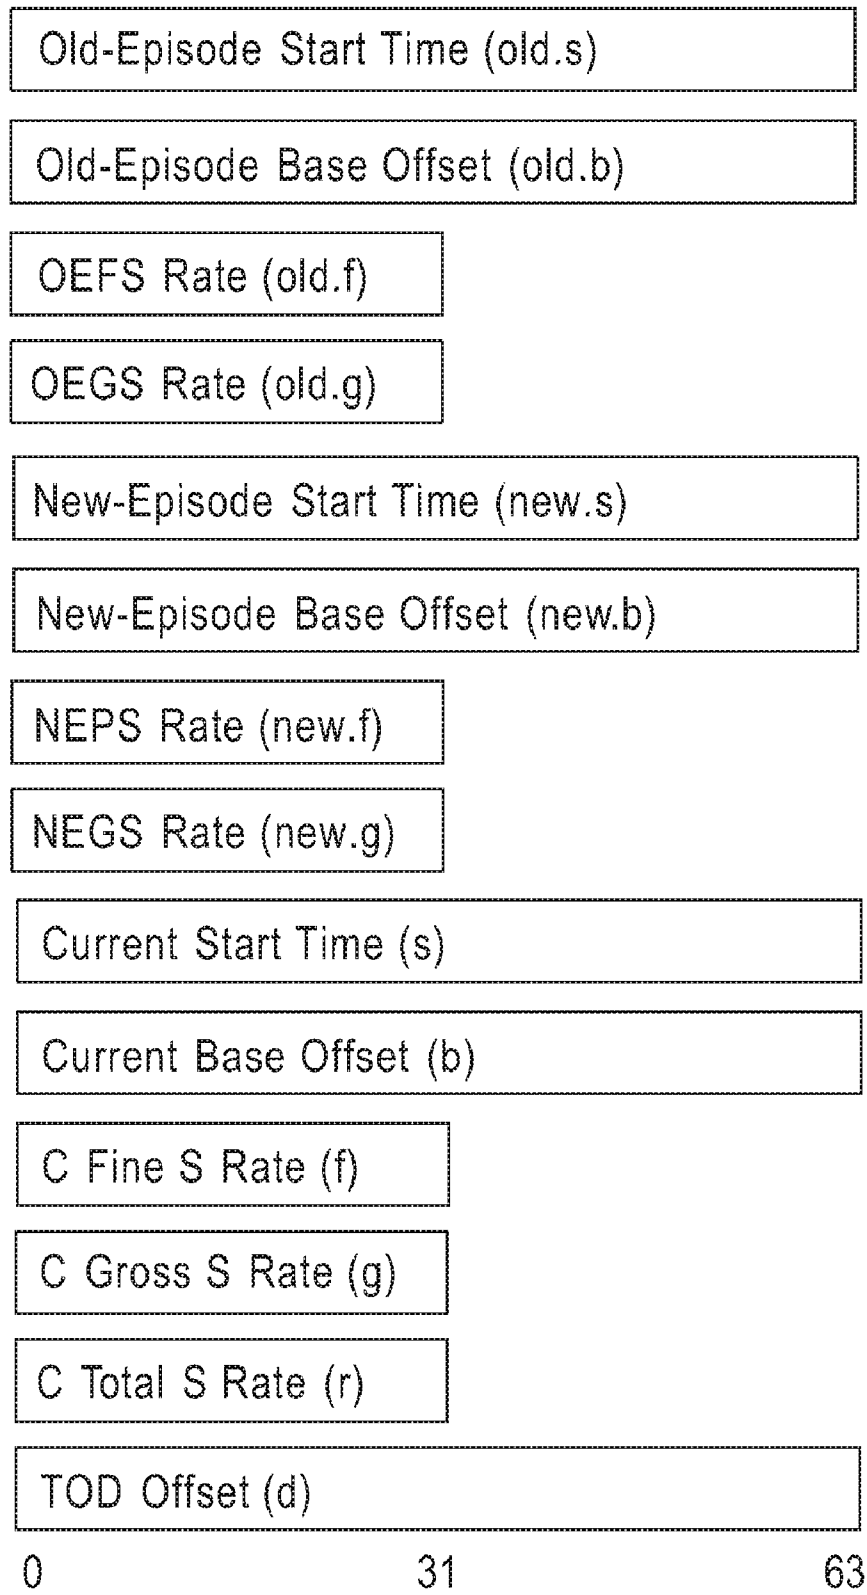 Old-Episode Start Time (old.s)
Old-Episode Base Offset (old.b)
OEFS Rate (old.f)
OEGS Rate (old.g)
New-Episode Start Time (new.s)
New-Episode Base Offset (new.b)
NEPS Rate (new.f)
NEGS Rate (new.g)
Current Start Time (s)
Current Base Offset (b)
C Fine S Rate (f)
C Gross S Rate (g)
C Total S Rate (r)
TOD Offset (d)
0 31 63